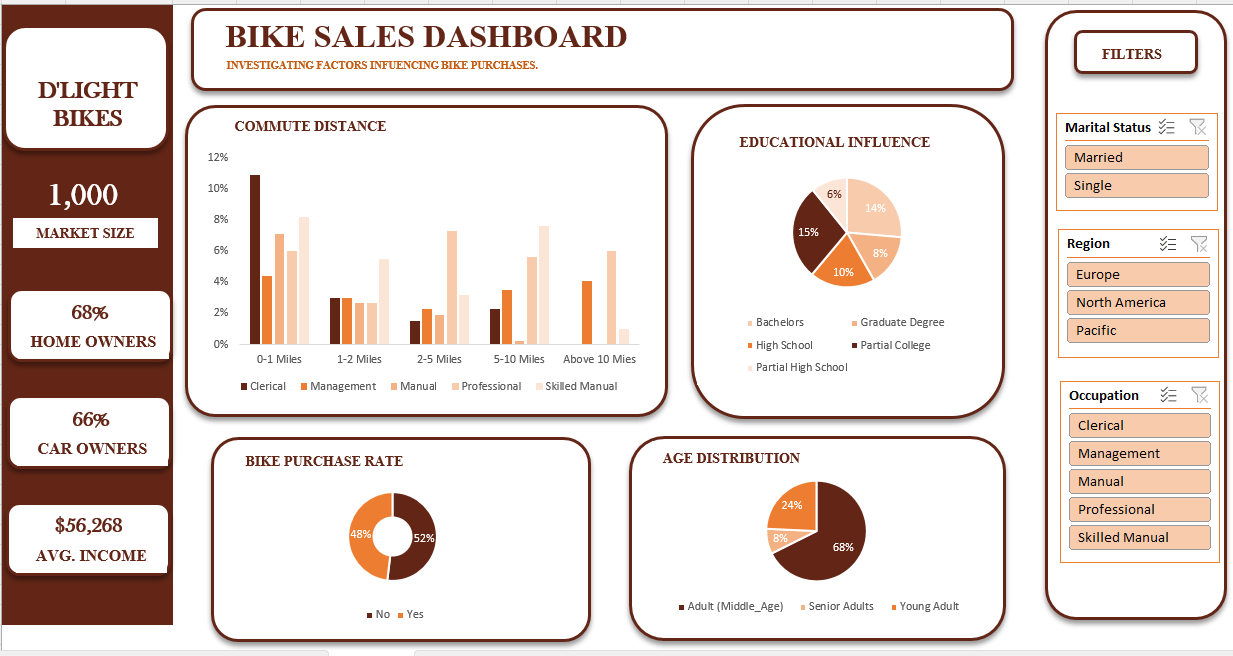 D'LIGHT
BIKES
1,000
MARKET SIZE
68%
HOME OWNERS
66%
CAR OWNERS
$56,268
AVG. INCOME
BIKE SALES DASHBOARD
INVESTIGATING FACTORS INFUENCING BIKE PURCHASES.
COMMUTE DISTANCE
12%
10%
8%
6%
4%
2%
0%
0-1 Miles 1-2 Miles 2-5 Miles 5-10 Miles Above 10 Mies
Clerical Management Manual Professional Skilled Manual
EDUCATIONAL INFLUENCE
6%
14%
15%
8%
10%
Bachelors Graduate Degree
High School Partial College
Partial High School
BIKE PURCHASE RATE
48%
52%
No Yes
AGE DISTRIBUTION
24%
8%
68%
Adult (Middle_Age) Senior Adults Young Adult
FILTERS
Marital Status
Married
Single
Region
Europe
North America
Pacific
Occupation
Clerical
Management
Manual
Professional
Skilled Manual